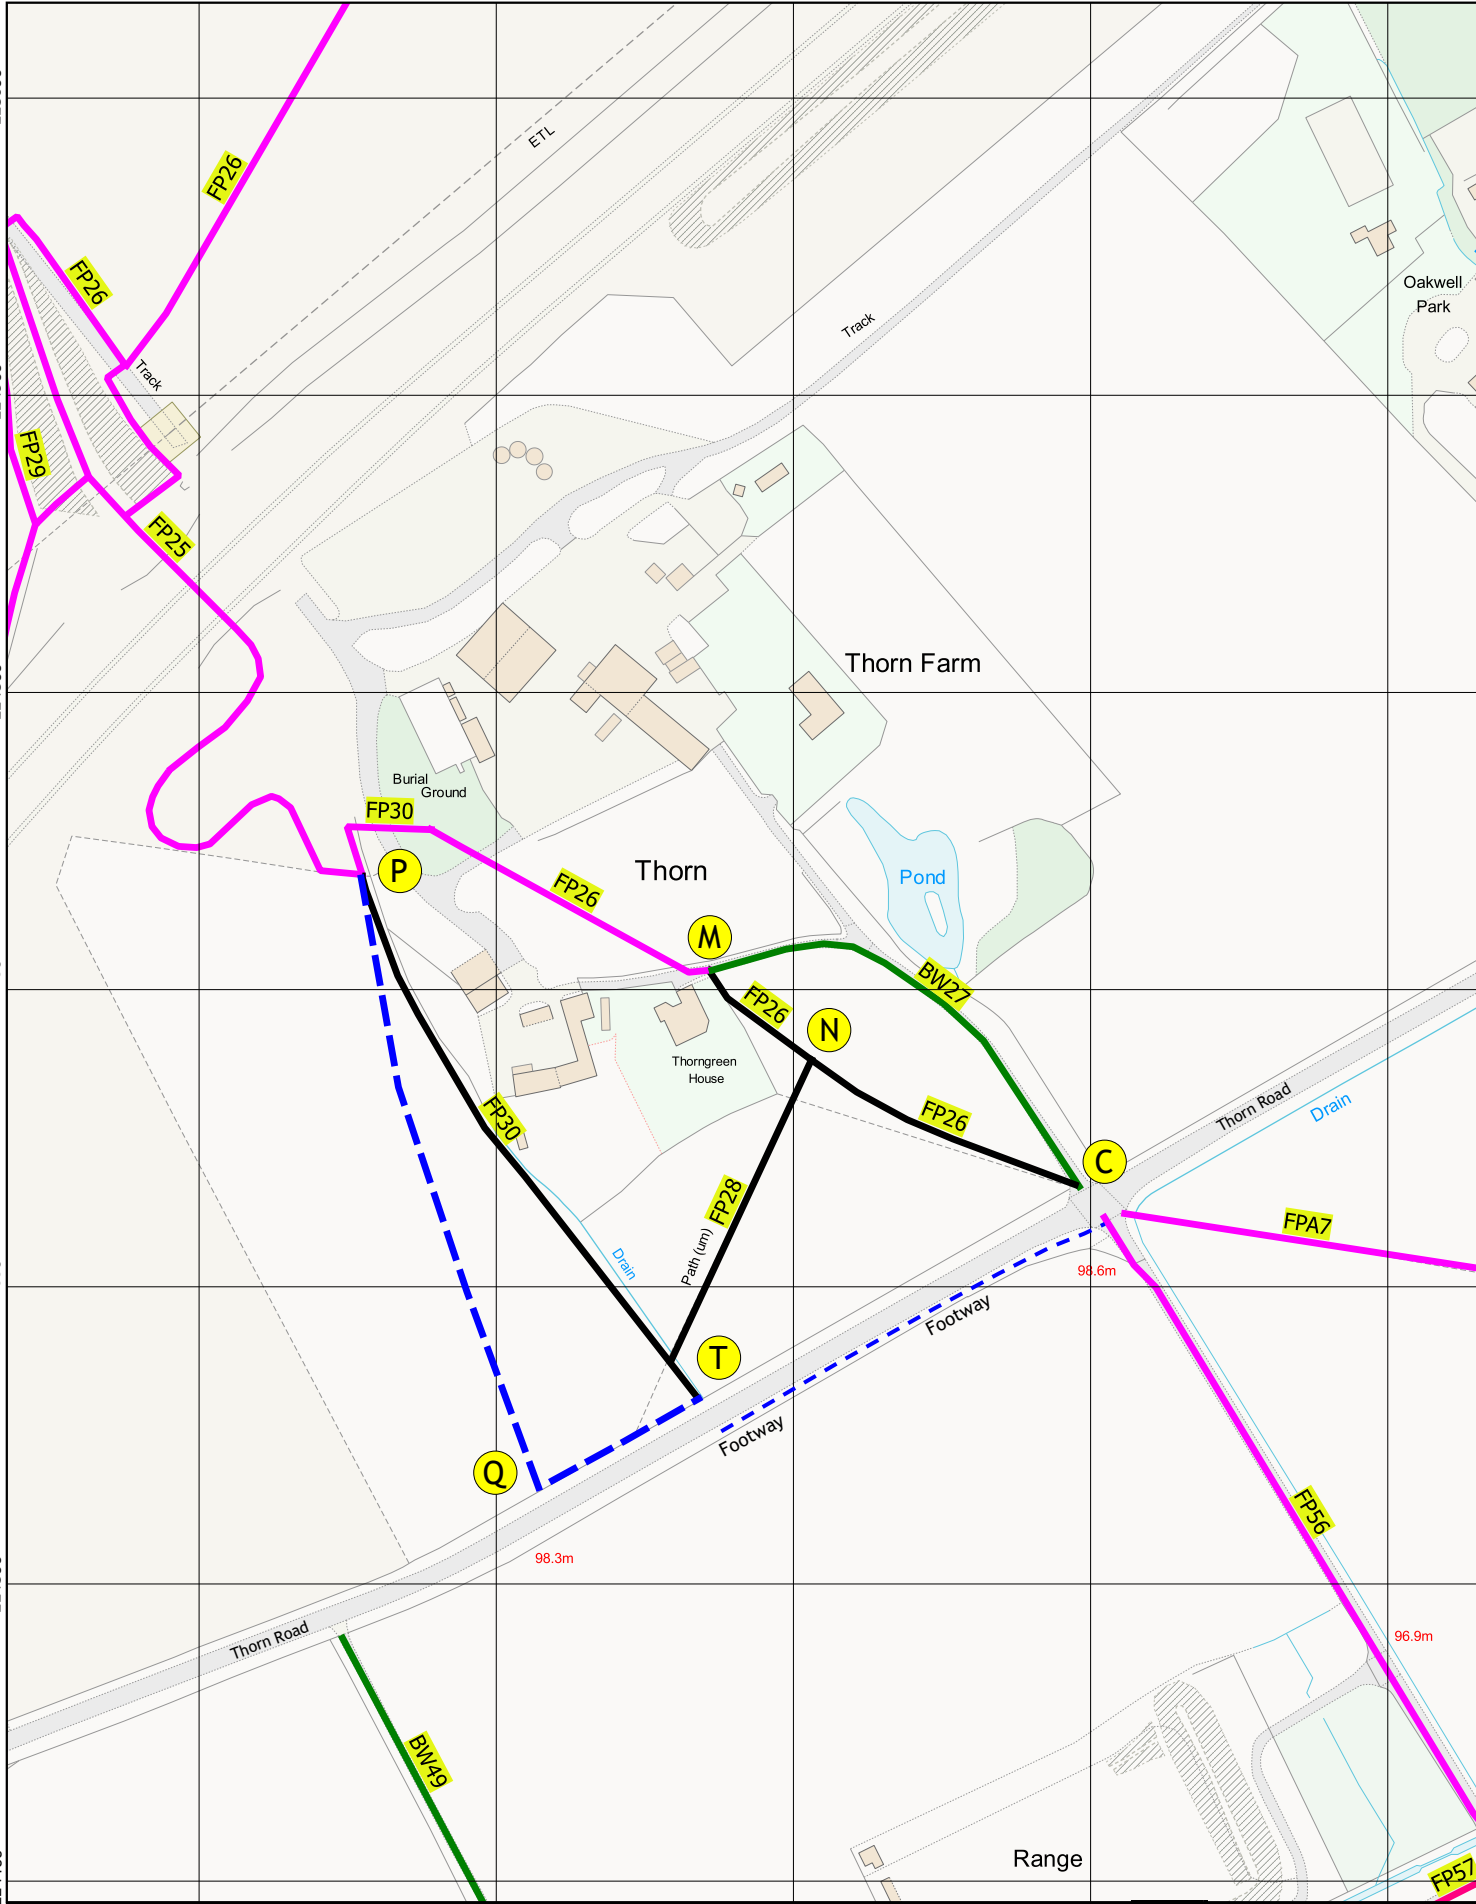 FP26
ETL
FP26
Oakwell
Park
Track
Track
FP29
FP25
Thorn Farm
Burial
Ground
FP30
P
Thorn
Pond
FP26
M
BW27
FP26
N
Thorngreen
House
FP30
FP26
Thorn Road
Drain
C
FP28
FPA7
Path (um)
Drain
98.6m
Footway
T
Footway
Q
FP56
98.3m
Thorn Road
96.9m
BW49
Range
FP57